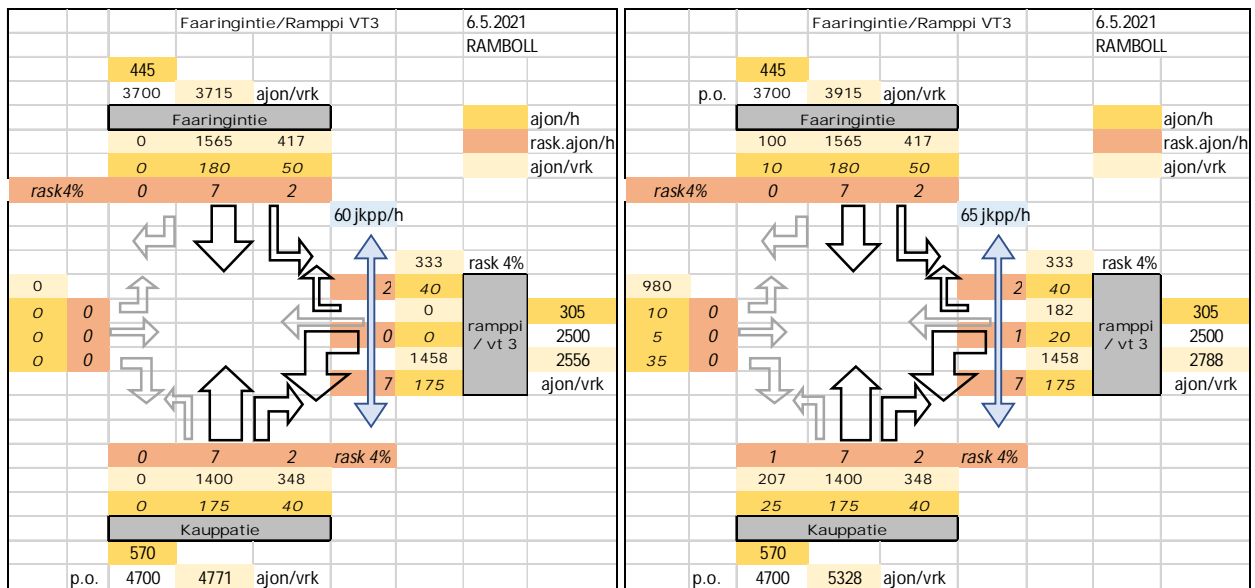 Faaringintie/Ramppi VT3 6.5.2021
RAMBOLL
445
3700 3715 ajon/vrk
Faaringintie ajon/h
0 1565 417 rask.ajon/h
0 180 50 ajon/vrk
rask4% 0 7 2
60 jkpp/h
333 rask 4%
0 2 40
0 0 0 ramppi 305
0 0 0 0 / vt 3 2500
0 0 1458 2556
7 175 ajon/vrk
0 7 2 rask 4%
0 1400 348
0 175 40
Kauppatie
570
p.o. 4700 4771 ajon/vrk
Faaringintie/Ramppi VT3 6.5.2021
RAMBOLL
445
p.o. 3700 3915 ajon/vrk
Faaringintie ajon/h
100 1565 417 rask.ajon/h
10 180 50 ajon/vrk
rask4% 0 7 2
65 jkpp/h
333 rask 4%
980 2 40
10 0 182 ramppi 305
5 0 1 20 / vt 3 2500
35 0 1458 2788
7 175 ajon/vrk
1 7 2 rask 4%
207 1400 348
25 175 40
Kauppatie
570
p.o. 4700 5328 ajon/vrk